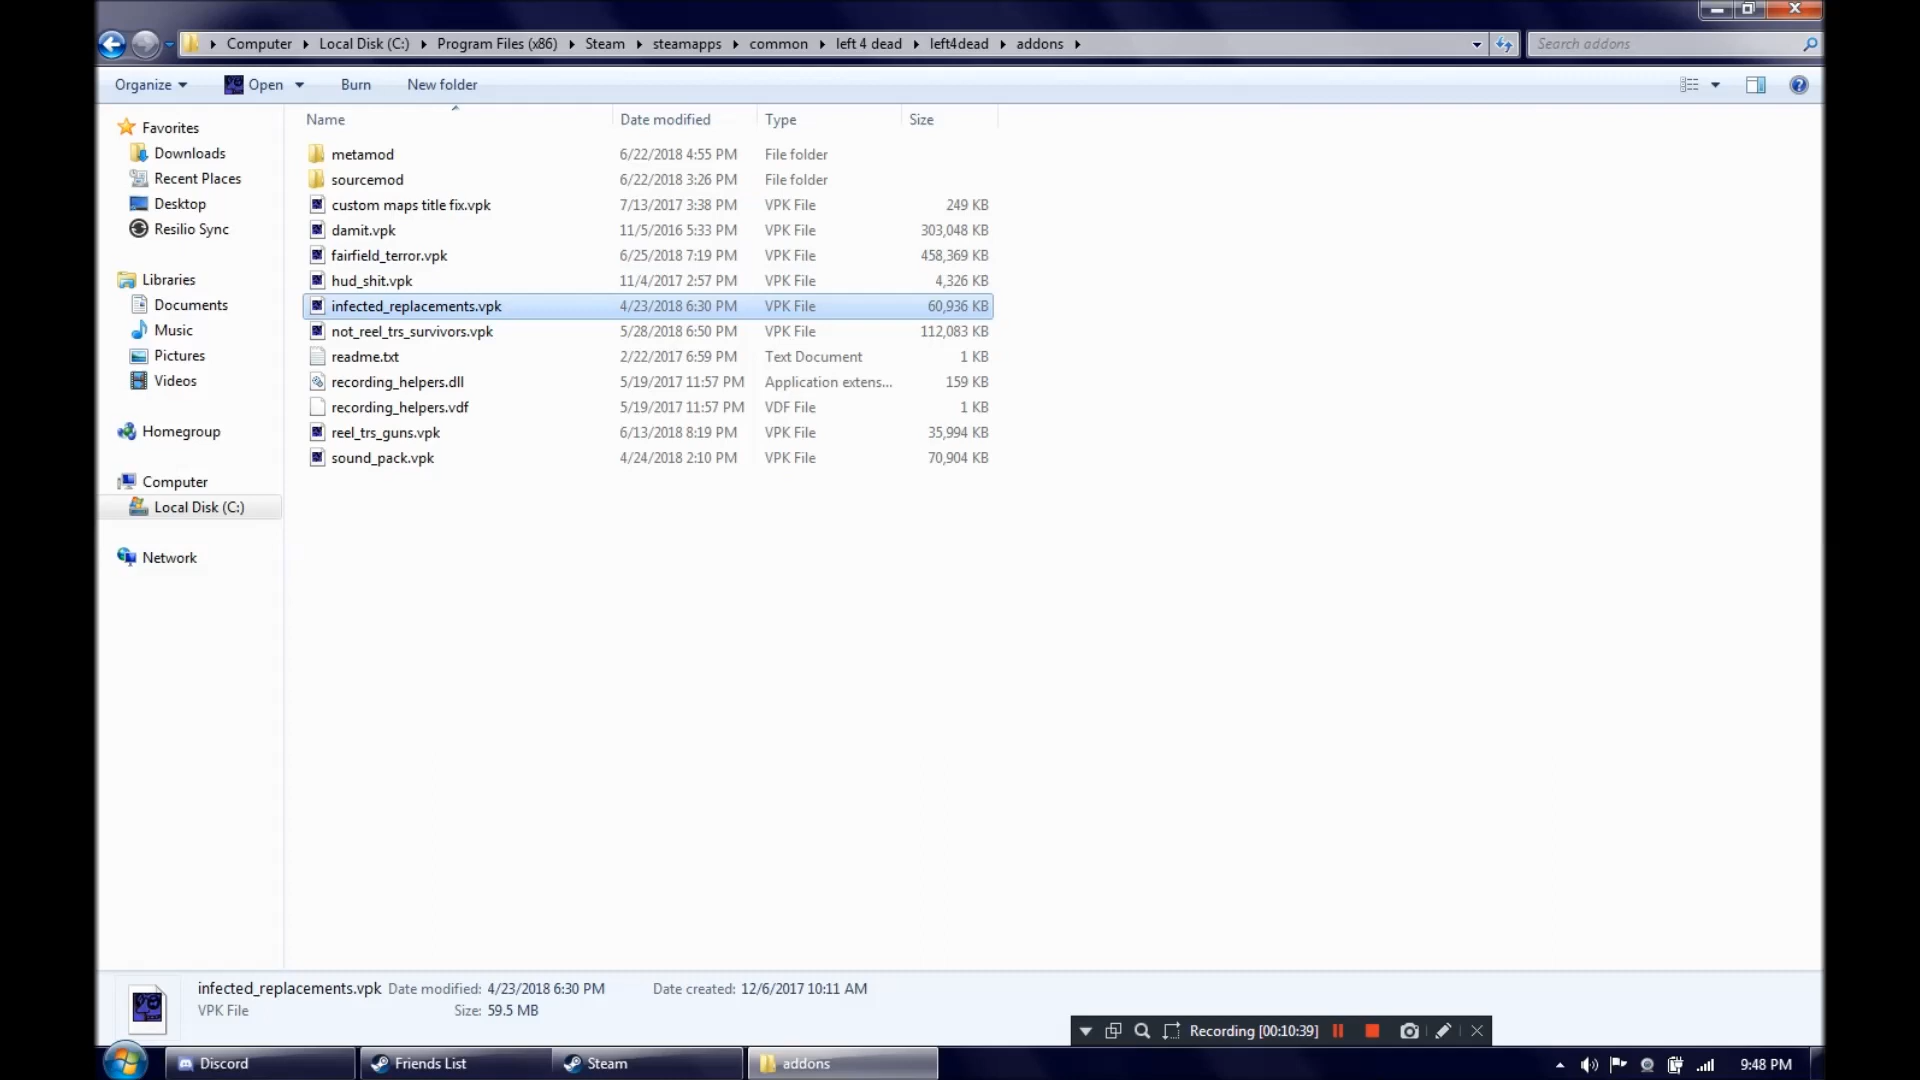 Computer Local Disk (C:) Program Files (x86) Steam steamapps common left 4 dead left4dead addons Search addons
Organize Open Burn New folder
Name Date modified Type Size
Favorites
Downloads
Recent Places
Desktop
Resilio Sync
Libraries
Documents
Music
Pictures
Videos
Homegroup
Computer
Local Disk (C:)
Network
metamod 6/22/2018 4:55 PM File folder
sourcemod 6/22/2018 3:26 PM File folder
custom maps title fix.vpk 7/13/2017 3:38 PM VPK File 249 KB
damit.vpk 11/5/2016 5:33 PM VPK File 303,048 KB
fairfield_terror.vpk 6/25/2018 7:19 PM VPK File 458,369 KB
hud_shit.vpk 11/4/2017 2:57 PM VPK File 4,326 KB
infected_replacements.vpk 4/23/2018 6:30 PM VPK File 60,936 KB
not_reel_trs_survivors.vpk 5/28/2018 6:50 PM VPK File 112,083 KB
readme.txt 2/22/2017 6:59 PM Text Document 1 KB
recording_helpers.dll 5/19/2017 11:57 PM Application extens... 159 KB
recording_helpers.vdf 5/19/2017 11:57 PM VDF File 1 KB
reel_trs_guns.vpk 6/13/2018 8:19 PM VPK File 35,994 KB
sound_pack.vpk 4/24/2018 2:10 PM VPK File 70,904 KB
infected_replacements.vpk Date modified: 4/23/2018 6:30 PM Date created: 12/6/2017 10:11 AM
VPK File Size: 59.5 MB
Recording [00:10:39]
Discord Friends List Steam addons 9:48 PM